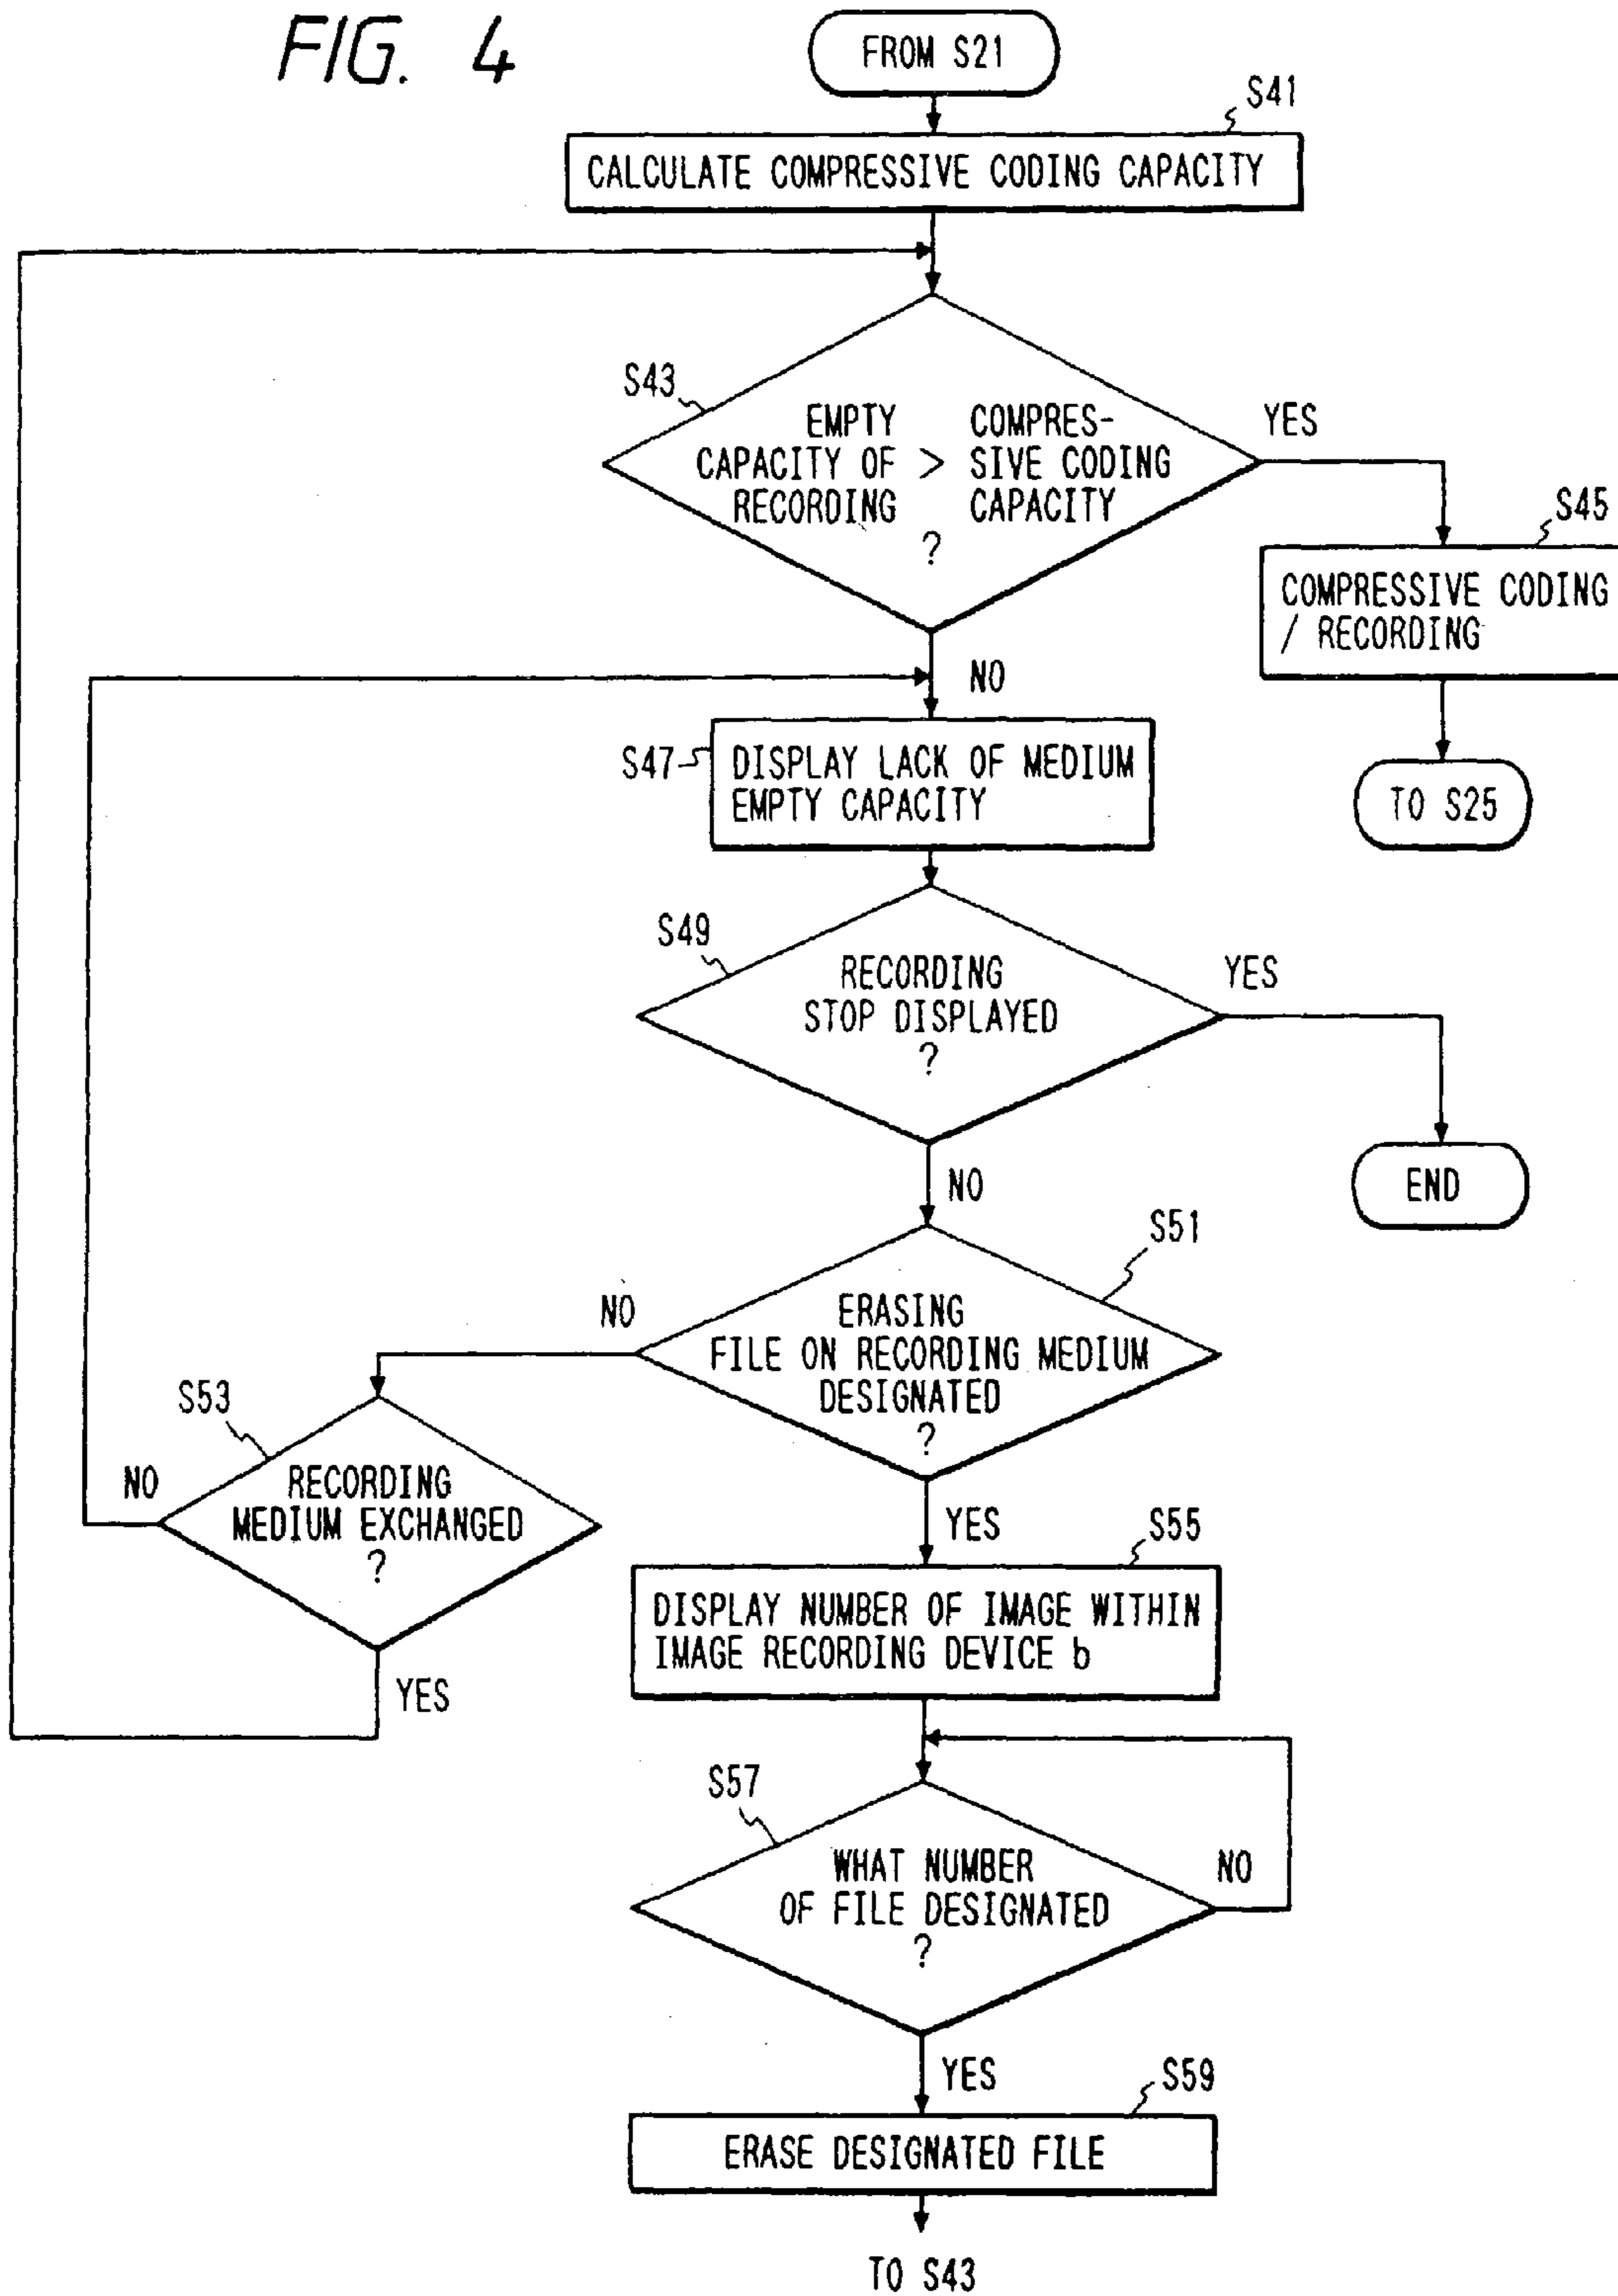 FIG. 4
FROM S21
S41
CALCULATE COMPRESSIVE CODING CAPACITY
S43
EMPTY CAPACITY OF RECORDING > COMPRES-
SIVE CODING
CAPACITY
?
YES
S45
COMPRESSIVE CODING
/ RECORDING
NO
TO S25
S47
DISPLAY LACK OF MEDIUM
EMPTY CAPACITY
S49
RECORDING
STOP DISPLAYED
?
YES
END
NO
S51
ERASING
FILE ON RECORDING MEDIUM
DESIGNATED
?
NO
S53
RECORDING
MEDIUM EXCHANGED
?
NO
YES
YES
S55
DISPLAY NUMBER OF IMAGE WITHIN
IMAGE RECORDING DEVICE b
S57
WHAT NUMBER
OF FILE DESIGNATED
?
NO
YES
S59
ERASE DESIGNATED FILE
TO S43